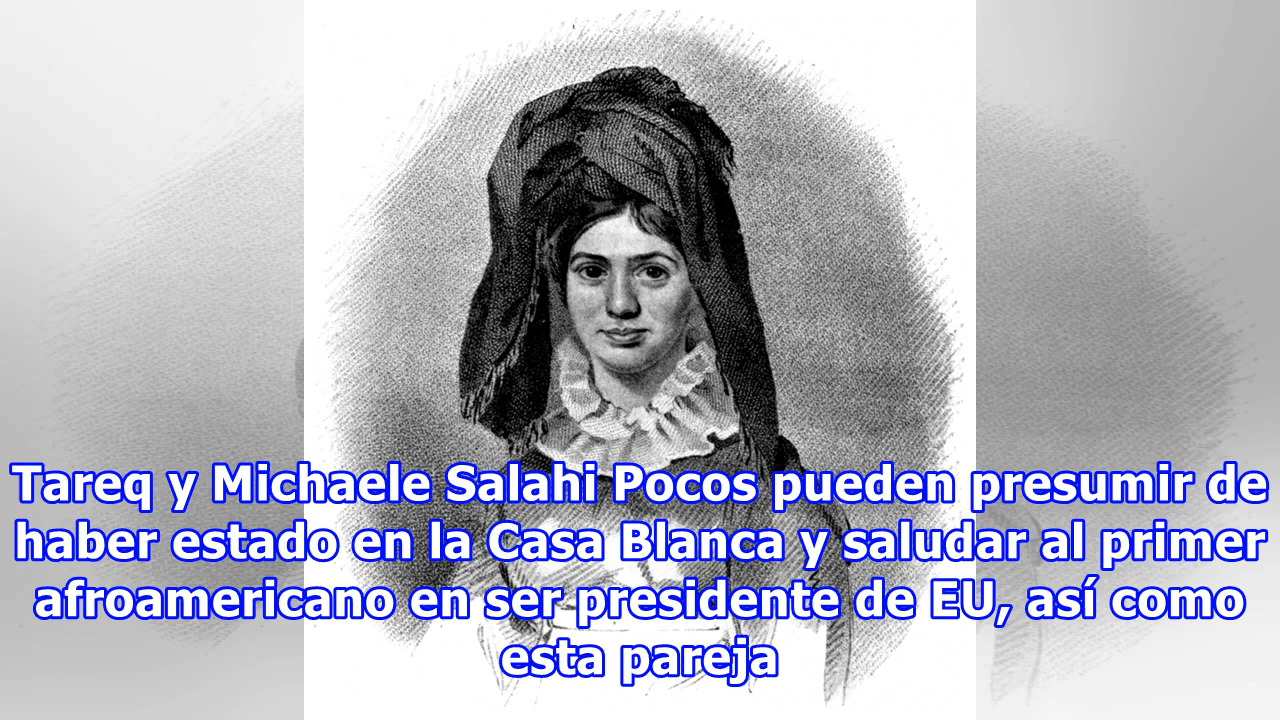 Tareq y Michaele Salahi Pocos pueden presumir de
haber estado en la Casa Blanca y saludar al primer
afroamericano en ser presidente de EU, así como
esta pareja